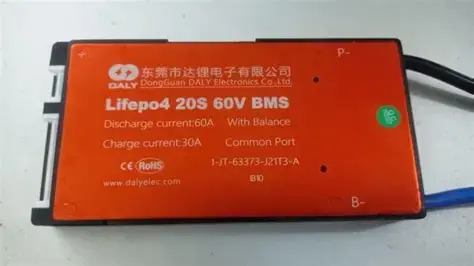 +
P-
DALY
东莞市达锂电子有限公司
DongGuan DALY Electronics Co.,Ltd.
Lifepo4 20S 60V BMS
Discharge current:60A With Balance
Charge current:30A Common Port
1-JT-63373-J21T3-A
CE RoHS
B10
www.dalyelec.com
-
B-